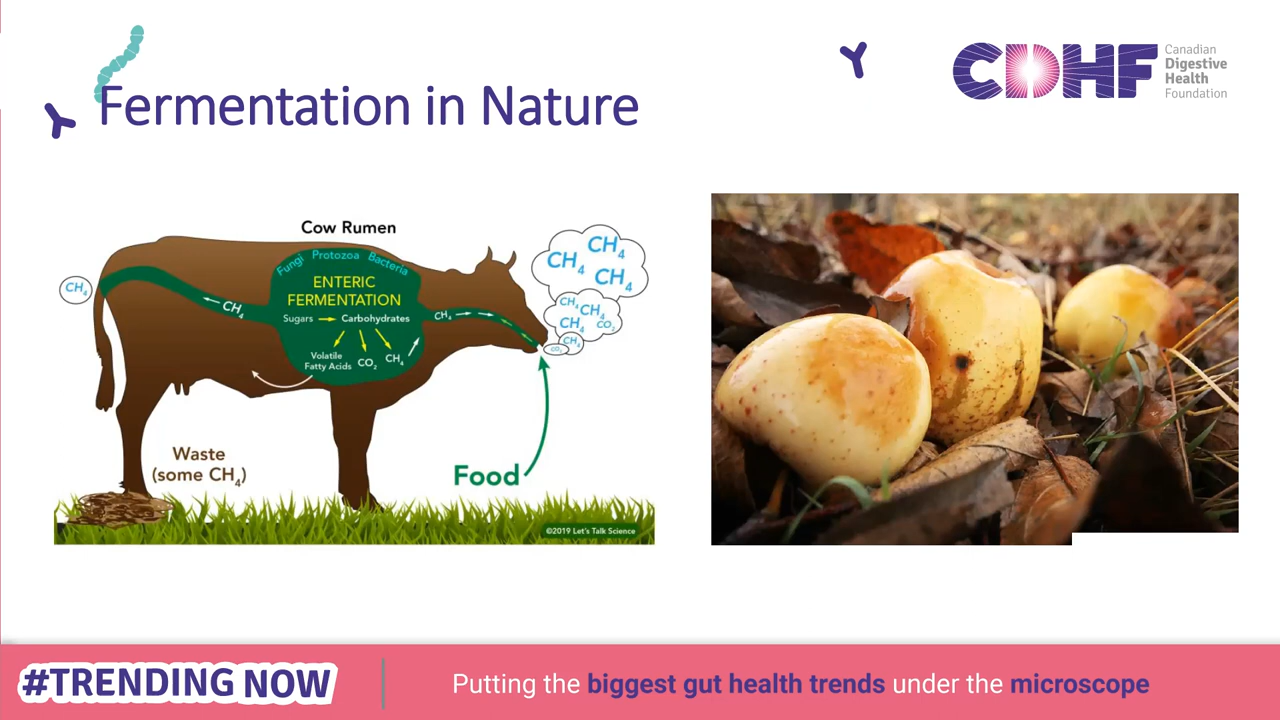 Fermentation in Nature
CDHF
Canadian
Digestive
Health
Foundation
Cow Rumen
Fungi Protozoa Bacteria
ENTERIC
FERMENTATION
Sugars
Carbohydrates
Volatile
Fatty Acids
CO₂
CH₄
CH₄
CH₄
CH₄
CH₄
CH₄
CH₄
CH₄
CH₄
CH₄
CO₂
CH₄
CO₂
Waste
(some CH₄)
Food
©2019 Let's Talk Science
#TRENDING NOW
Putting the biggest gut health trends under the microscope